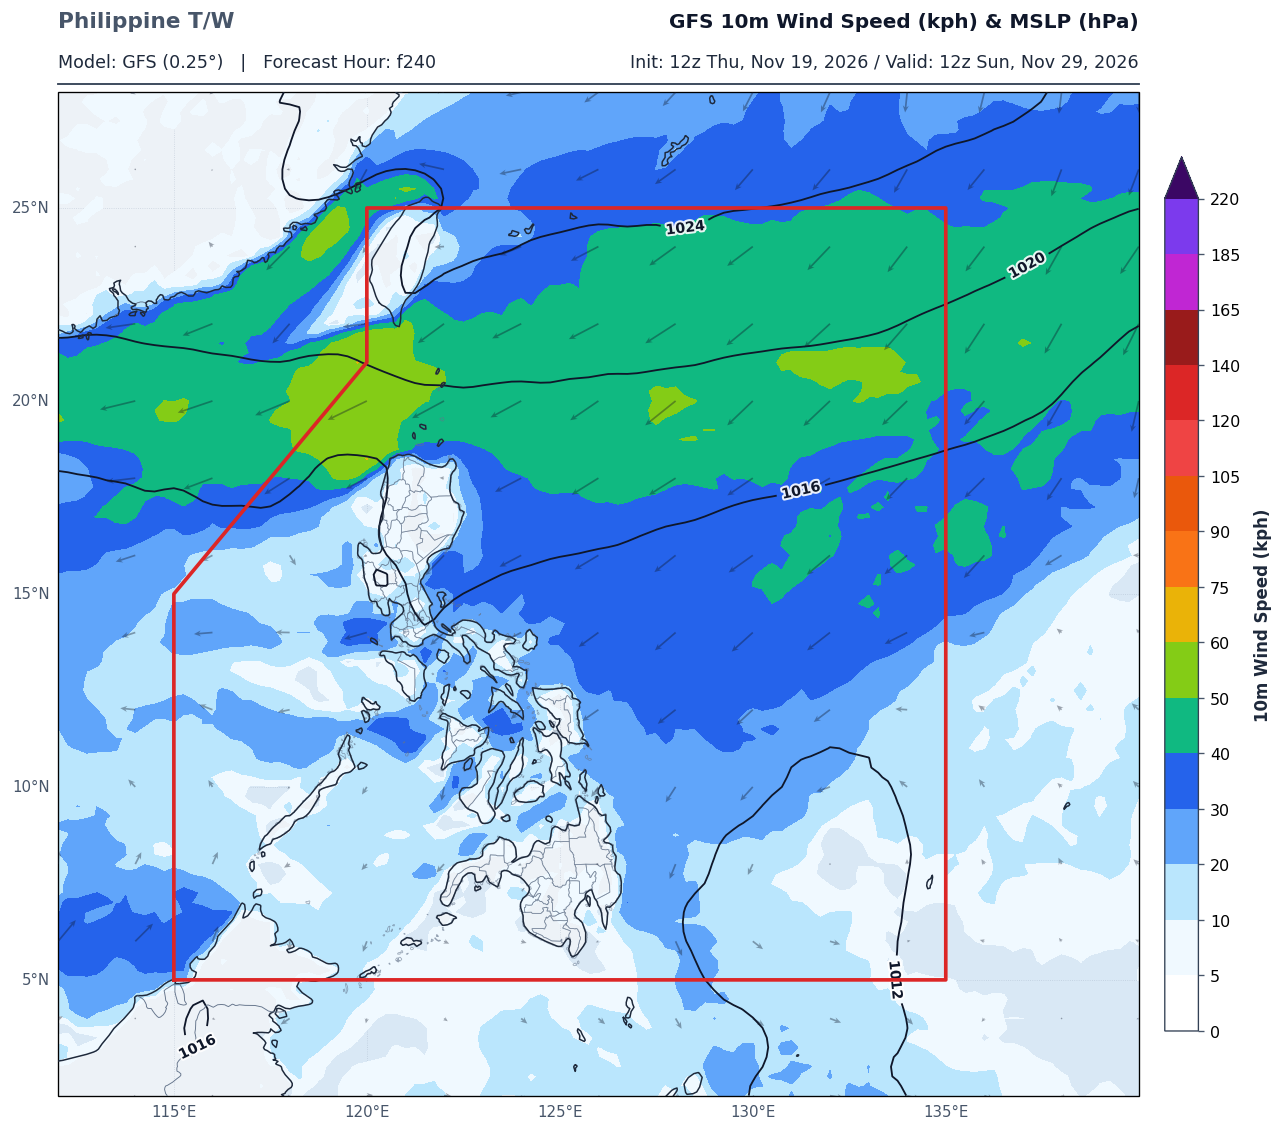 Philippine T/W
GFS 10m Wind Speed (kph) & MSLP (hPa)
Model: GFS (0.25°) | Forecast Hour: f240
Init: 12z Thu, Nov 19, 2026 / Valid: 12z Sun, Nov 29, 2026
25°N
20°N
15°N
10°N
5°N
115°E
120°E
125°E
130°E
135°E
1024
1020
1016
1012
1016
220
185
165
140
120
105
90
75
60
50
40
30
20
10
5
0
10m Wind Speed (kph)